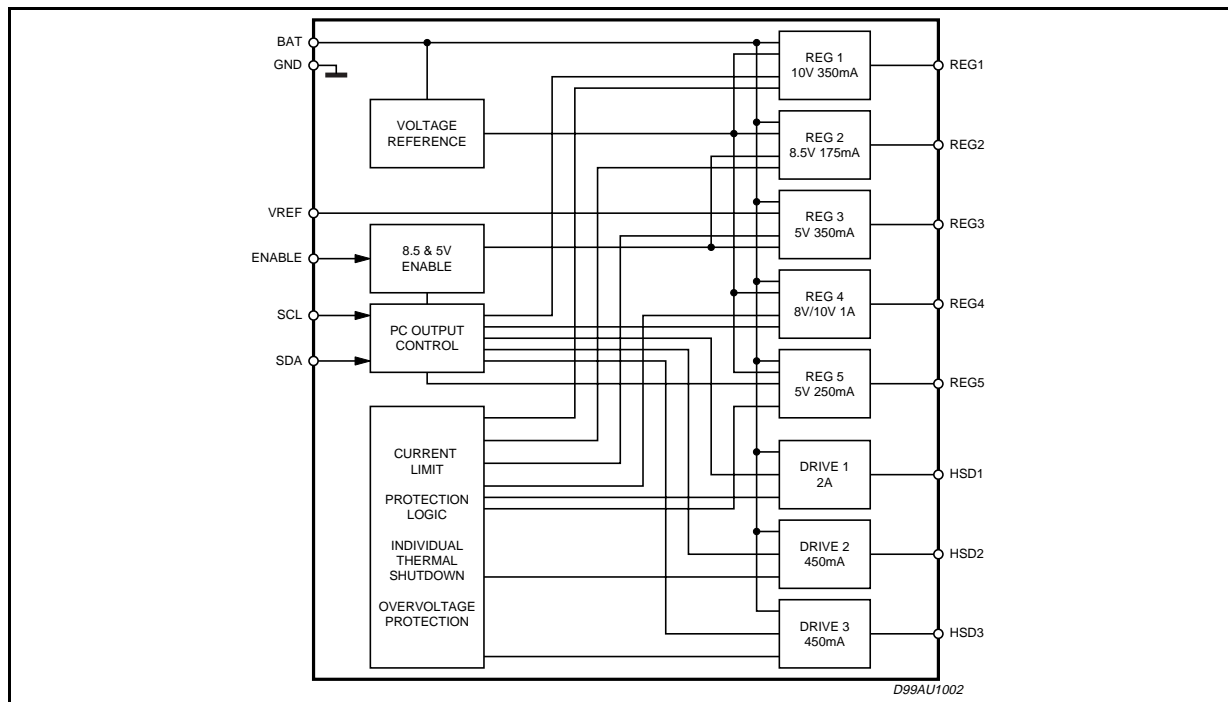 BAT
GND
VREF
ENABLE
SCL
SDA
VOLTAGE
REFERENCE
8.5 & 5V
ENABLE
PC OUTPUT
CONTROL
CURRENT
LIMIT
PROTECTION
LOGIC
INDIVIDUAL
THERMAL
SHUTDOWN
OVERVOLTAGE
PROTECTION
REG 1
10V 350mA
REG1
REG 2
8.5V 175mA
REG2
REG 3
5V 350mA
REG3
REG 4
8V/10V 1A
REG4
REG 5
5V 250mA
REG5
DRIVE 1
2A
HSD1
DRIVE 2
450mA
HSD2
DRIVE 3
450mA
HSD3
D99AU1002